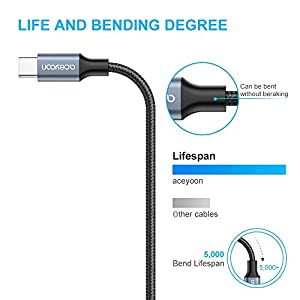 LIFE AND BENDING DEGREE
aceyoon
Can be bent
without beraking
Lifespan
aceyoon
Other cables
5,000
Bend Lifespan
5,000+